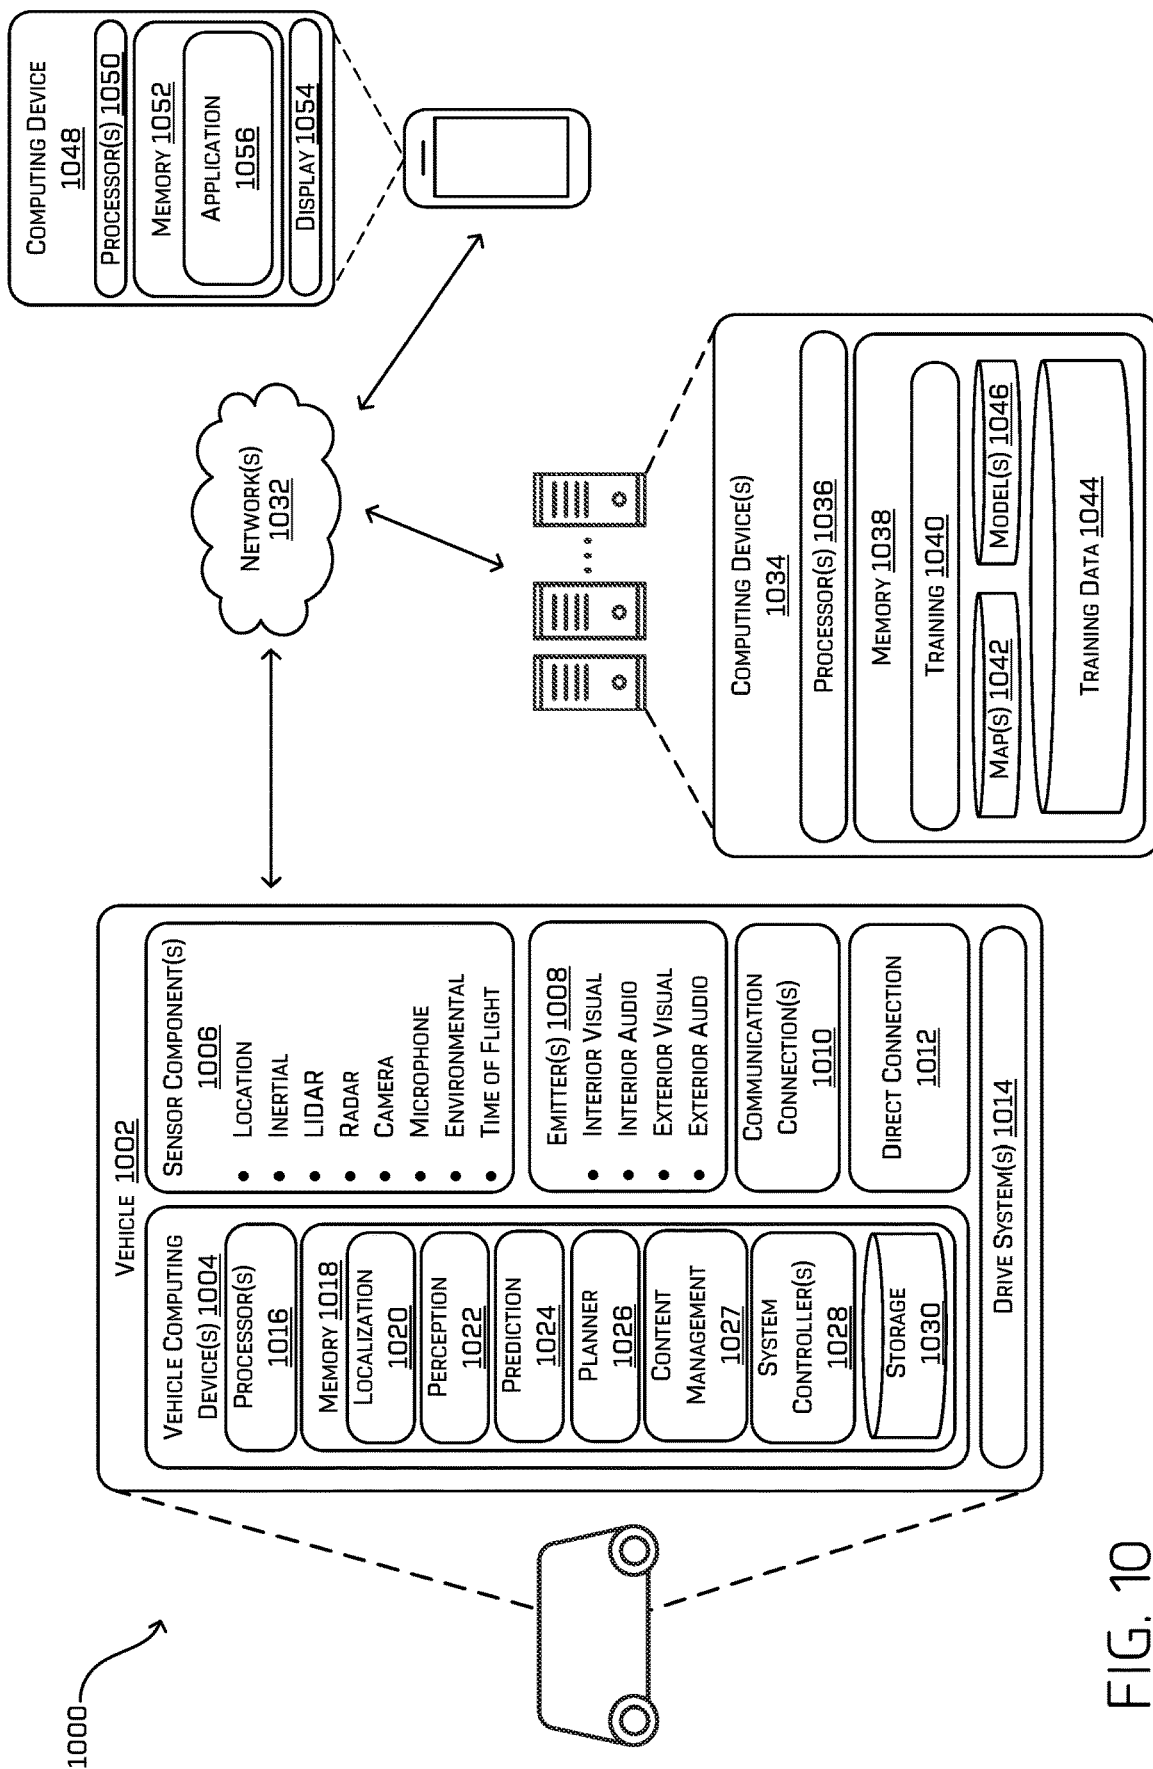 1000
VEHICLE 1002
VEHICLE COMPUTING
DEVICE(S) 1004
PROCESSOR(S)
1016
MEMORY 1018
LOCALIZATION
1020
PERCEPTION
1022
PREDICTION
1024
PLANNER
1026
CONTENT
MANAGEMENT
1027
SYSTEM
CONTROLLER(S)
1028
STORAGE
1030
SENSOR COMPONENT(S)
1006
• LOCATION
• INERTIAL
• LIDAR
• RADAR
• CAMERA
• MICROPHONE
• ENVIRONMENTAL
• TIME OF FLIGHT
EMITTER(S) 1008
• INTERIOR VISUAL
• INTERIOR AUDIO
• EXTERIOR VISUAL
• EXTERIOR AUDIO
COMMUNICATION
CONNECTION(S)
1010
DIRECT CONNECTION
1012
DRIVE SYSTEM(S) 1014
NETWORK(S)
1032
COMPUTING DEVICE(S)
1034
PROCESSOR(S) 1036
MEMORY 1038
TRAINING 1040
MAP(S) 1042
MODEL(S) 1046
TRAINING DATA 1044
COMPUTING DEVICE
1048
PROCESSOR(S) 1050
MEMORY 1052
APPLICATION
1056
DISPLAY 1054
FIG. 10